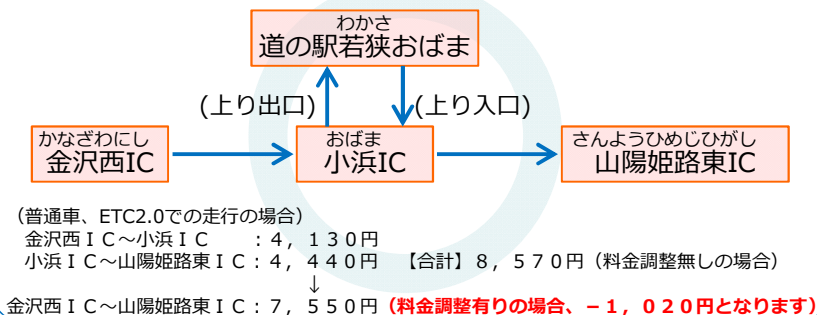 わかさ
道の駅若狭おばま
(上り出口)
(上り入口)
かなざわにし
金沢西IC
おばま
小浜IC
さんようひめじひがし
山陽姫路東IC
(普通車、ETC2.0での走行の場合)
金沢西ＩＣ～小浜ＩＣ　　：４，１３０円
小浜ＩＣ～山陽姫路東ＩＣ：４，４４０円　【合計】８，５７０円（料金調整無しの場合）
↓
金沢西ＩＣ～山陽姫路東ＩＣ：７，５５０円（料金調整有りの場合、－１，０２０円となります）